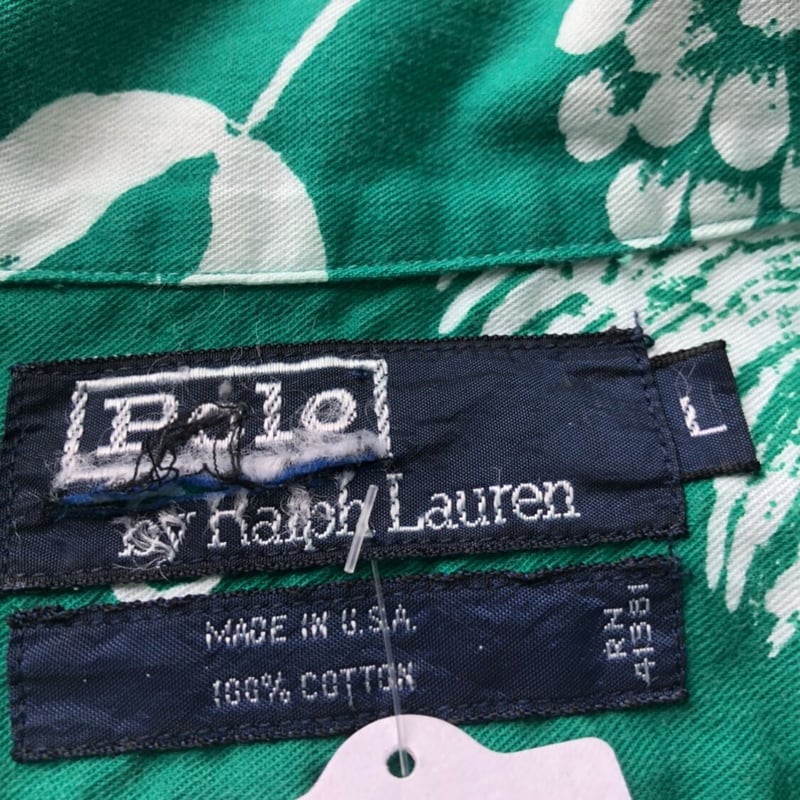 Polo
by Ralph Lauren
L
MADE IN U.S.A.
100% COTTON
RN
41381